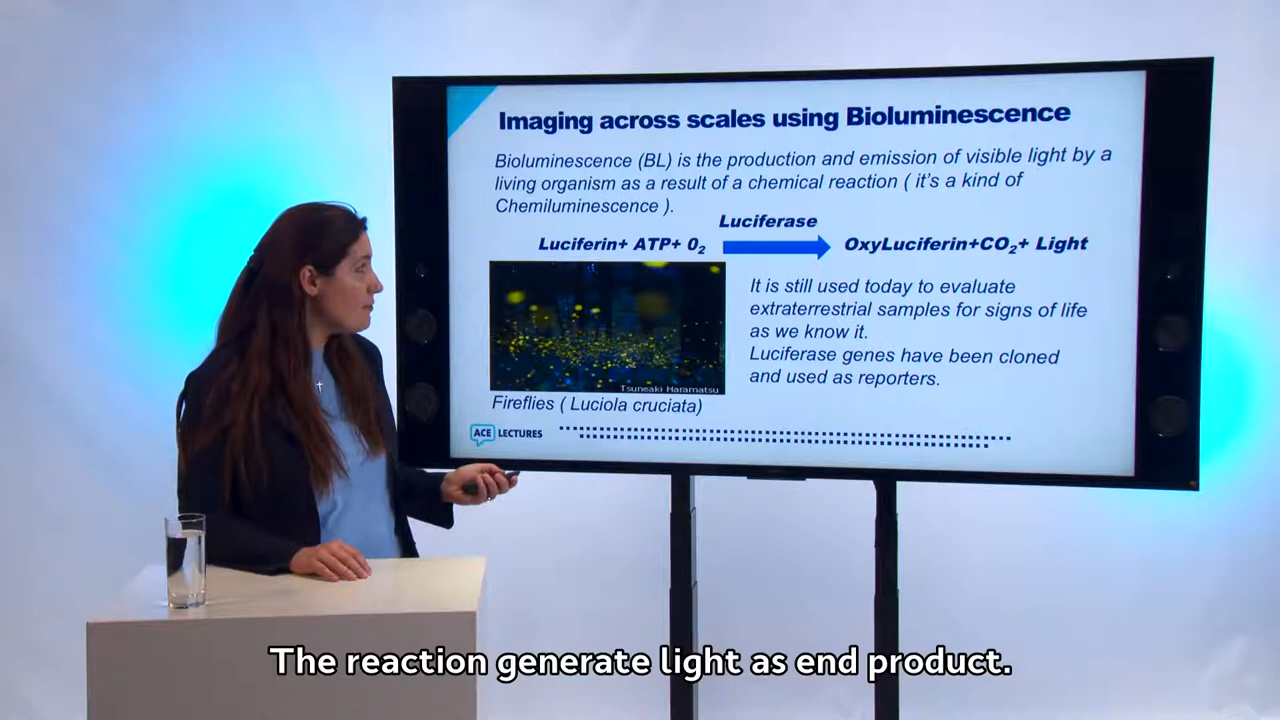 Imaging across scales using Bioluminescence
Bioluminescence (BL) is the production and emission of visible light by a
living organism as a result of a chemical reaction ( it's a kind of
Chemiluminescence ).
Luciferase
Luciferin+ ATP+ 0₂
OxyLuciferin+CO₂+ Light
It is still used today to evaluate
extraterrestrial samples for signs of life
as we know it.
Luciferase genes have been cloned
and used as reporters.
Tsuneaki Haramatsu
Fireflies ( Luciola cruciata)
ACE LECTURES
The reaction generate light as end product.